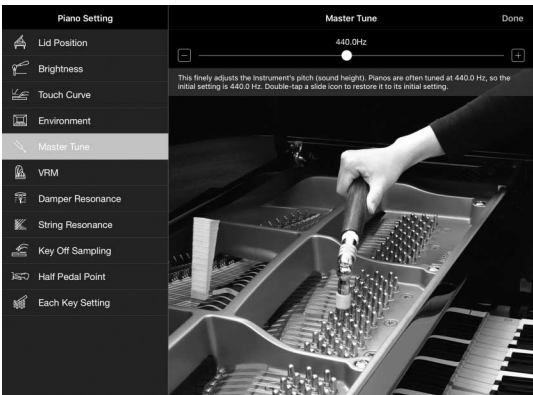 Piano Setting
Master Tune
Done
Lid Position
Brightness
Touch Curve
Environment
Master Tune
VRM
Damper Resonance
String Resonance
Key Off Sampling
Half Pedal Point
Each Key Setting
440.0Hz
This finely adjusts the Instrument's pitch (sound height). Pianos are often tuned at 440.0 Hz, so the
initial setting is 440.0 Hz. Double-tap a slide icon to restore it to its initial setting.